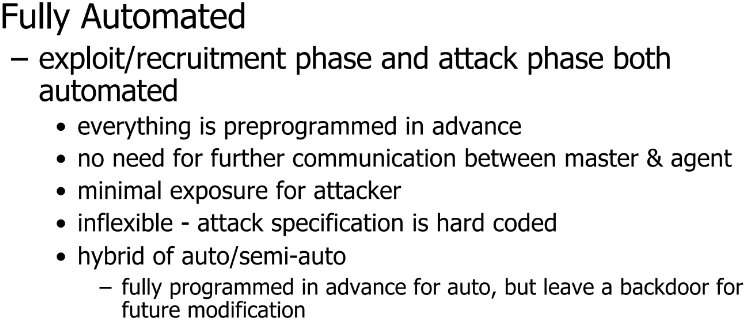 Fully Automated
– exploit/recruitment phase and attack phase both
automated
• everything is preprogrammed in advance
• no need for further communication between master & agent
• minimal exposure for attacker
• inflexible - attack specification is hard coded
• hybrid of auto/semi-auto
– fully programmed in advance for auto, but leave a backdoor for
future modification